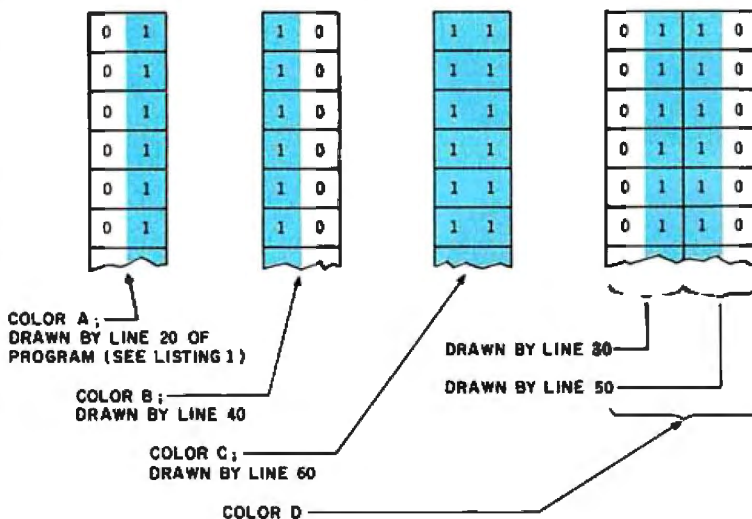 0 1 1 0 1 1 0 1 1 0
0 1 1 0 1 1 0 1 1 0
0 1 1 0 1 1 0 1 1 0
0 1 1 0 1 1 0 1 1 0
0 1 1 0 1 1 0 1 1 0
0 1 1 0 1 1 0 1 1 0
COLOR A;
DRAWN BY LINE 20 OF
PROGRAM (SEE LISTING 1)
DRAWN BY LINE 30
COLOR B;
DRAWN BY LINE 40
DRAWN BY LINE 50
COLOR C;
DRAWN BY LINE 60
COLOR D